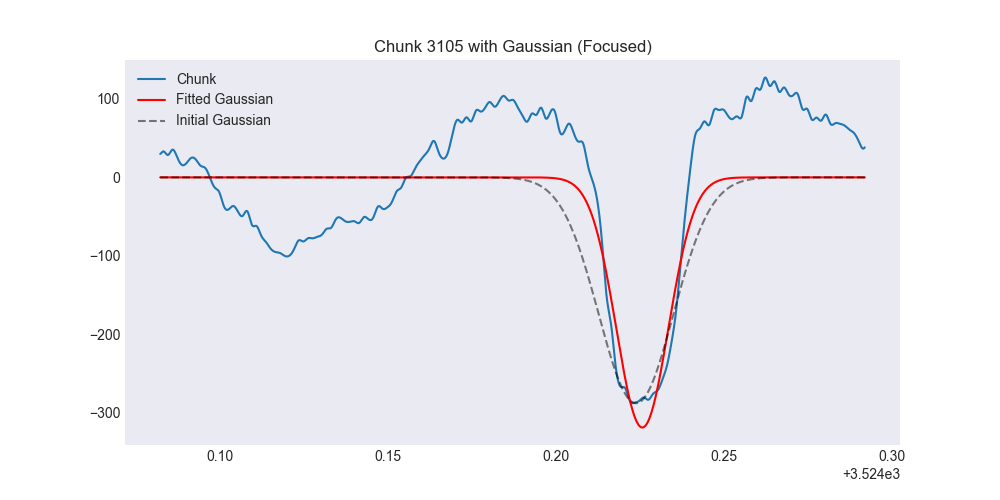 Chunk 3105 with Gaussian (Focused)
Chunk
Fitted Gaussian
Initial Gaussian
100
0
−100
−200
−300
0.10 0.15 0.20 0.25 0.30
+3.524e3